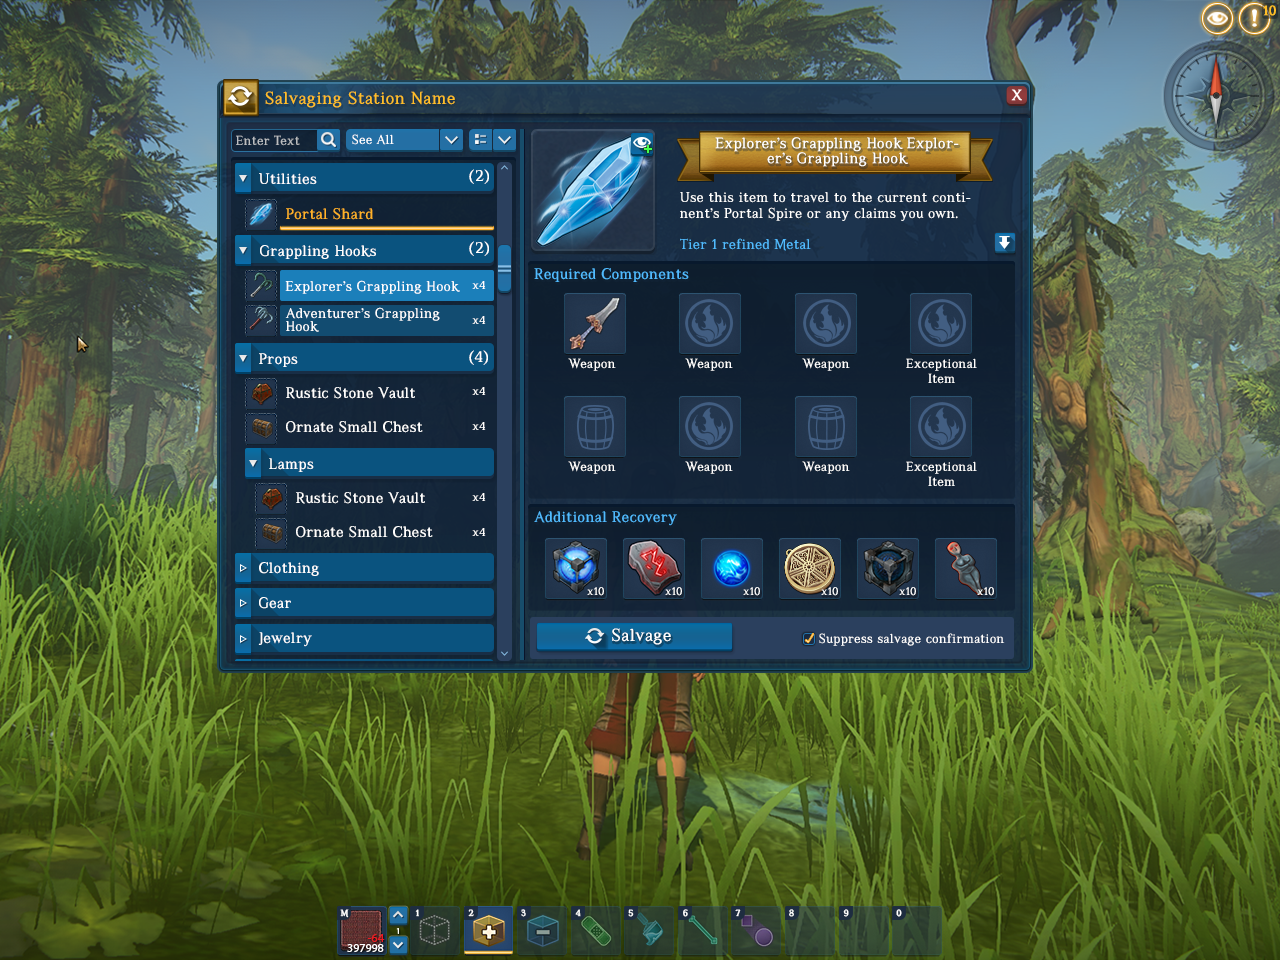 10
Salvaging Station Name
X
Enter Text
See All
Utilities (2)
Portal Shard
Grappling Hooks (2)
Explorer's Grappling Hook x4
Adventurer's Grappling
Hook
x4
Props (4)
Rustic Stone Vault x4
Ornate Small Chest x4
Lamps
Rustic Stone Vault x4
Ornate Small Chest x4
Clothing
Gear
Jewelry
Explorer's Grappling Hook Explor-
er's Grappling Hook
Use this item to travel to the current conti-
nent's Portal Spire or any claims you own.
Tier 1 refined Metal
Required Components
Weapon Weapon Weapon Exceptional
Item
Weapon Weapon Weapon Exceptional
Item
Additional Recovery
x10 x10 x10 x10 x10 x10
Salvage
Suppress salvage confirmation
M 1 2 3 4 5 6 7 8 9 0
-64
1
397998